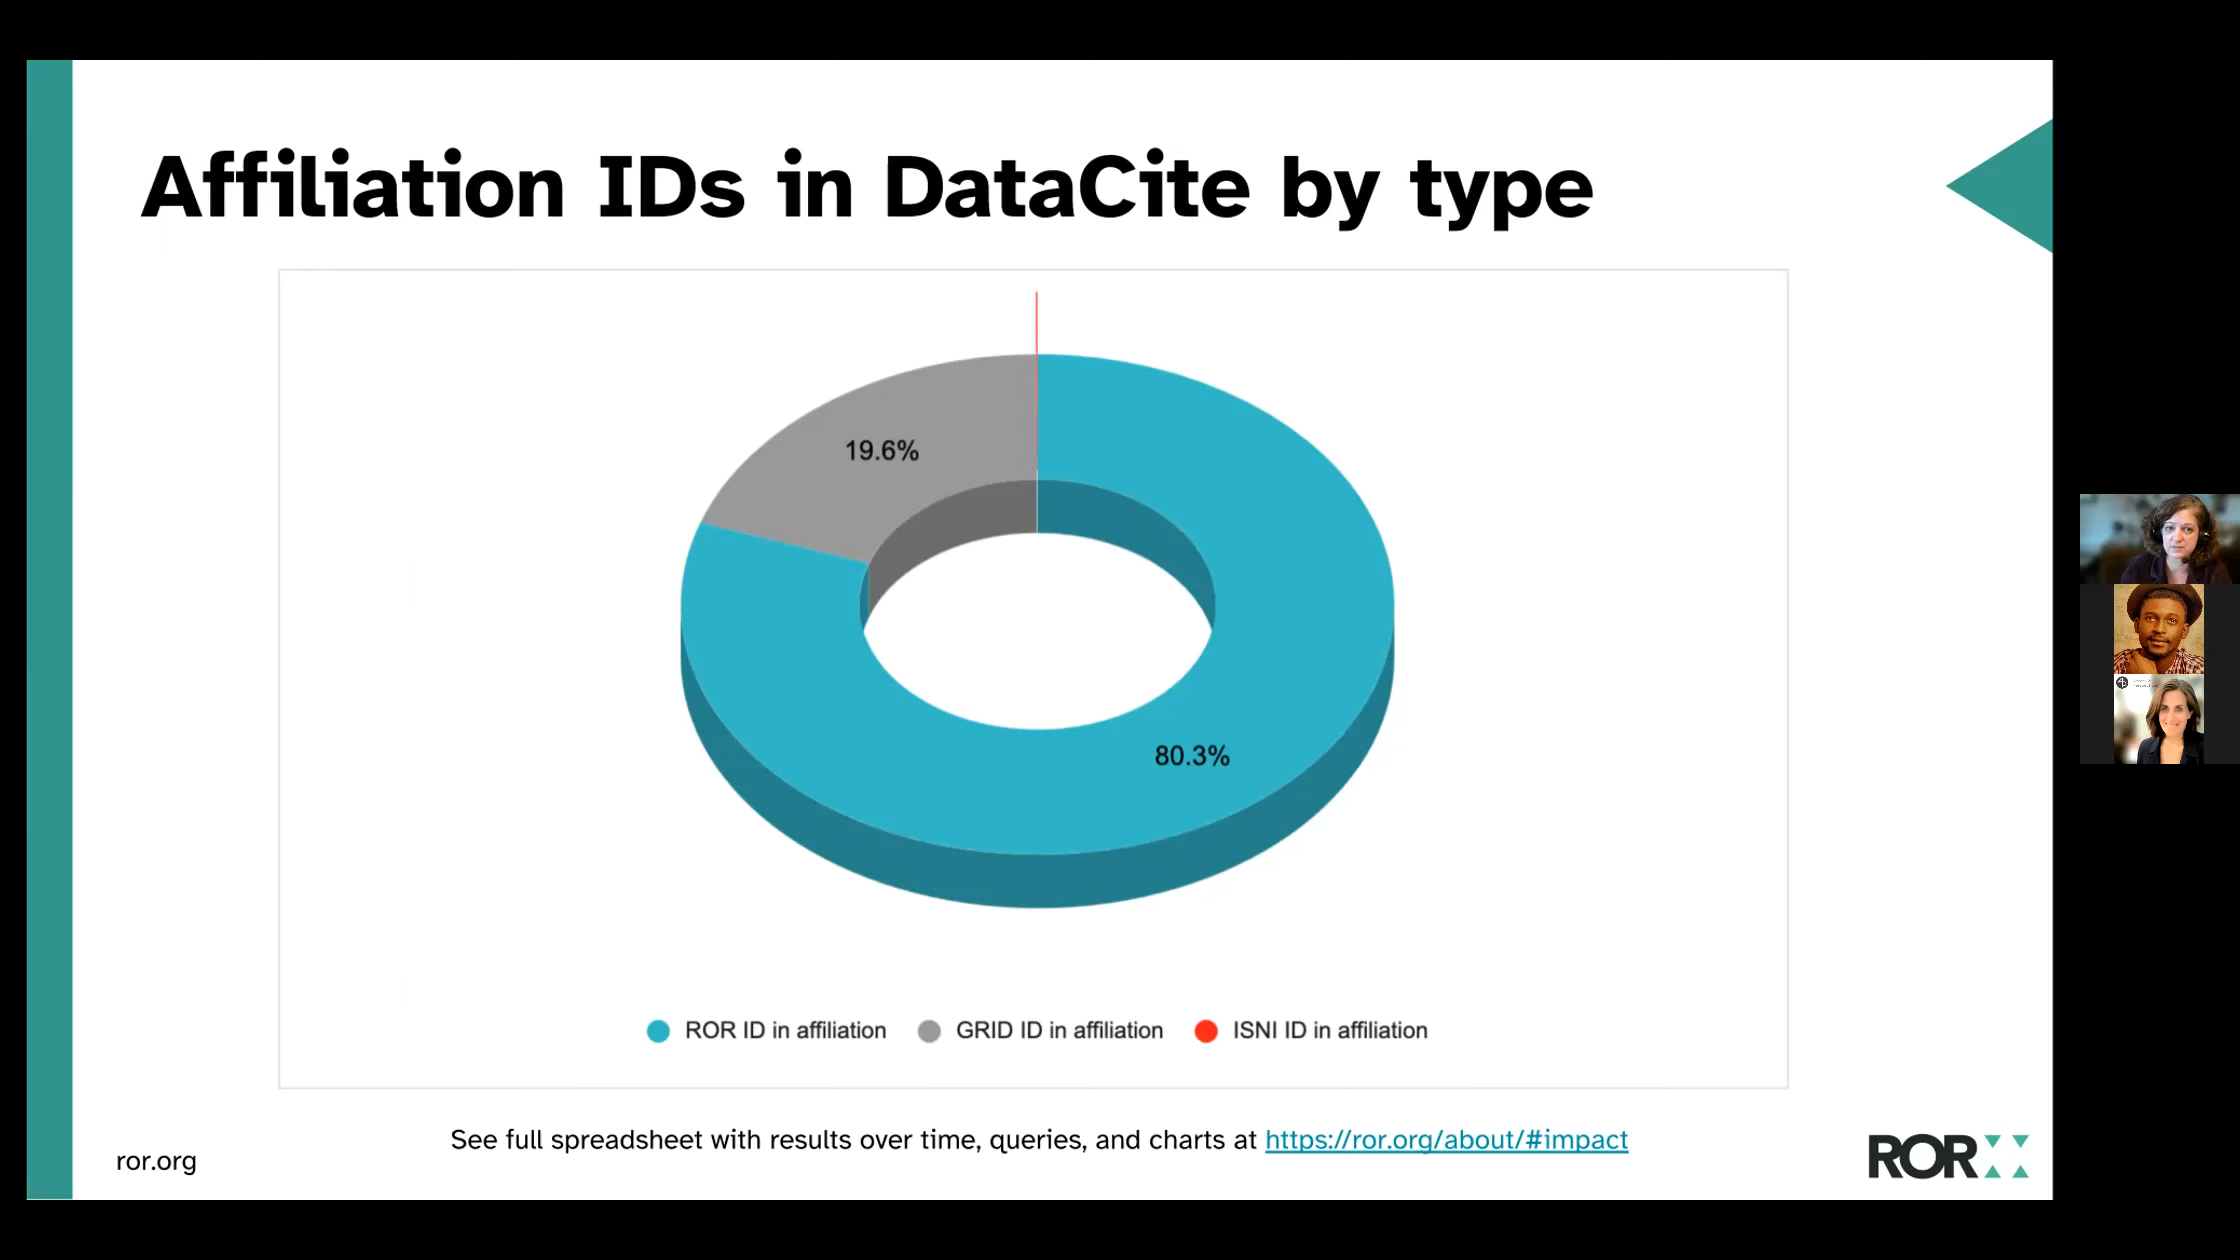 Affiliation IDs in DataCite by type
19.6%
80.3%
ROR ID in affiliation
GRID ID in affiliation
ISNI ID in affiliation
See full spreadsheet with results over time, queries, and charts at https://ror.org/about/#impact
ror.org
ROR